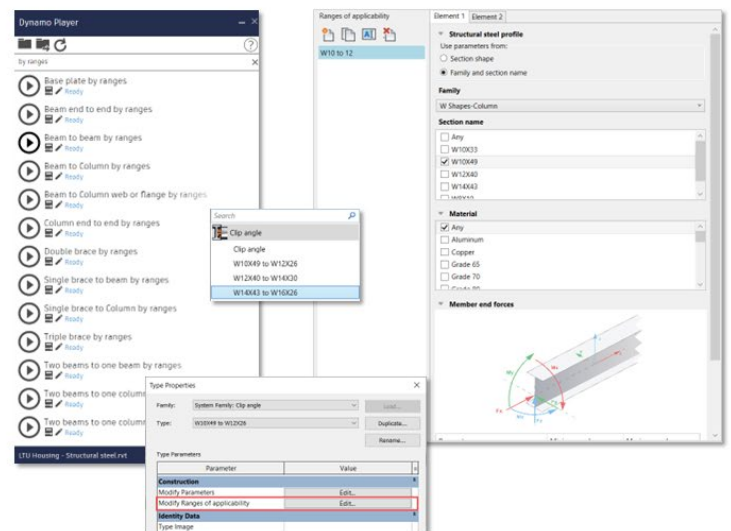 Dynamo Player
by ranges
Base plate by ranges
Ready
Beam end to end by ranges
Ready
Beam to beam by ranges
Ready
Beam to Column by ranges
Ready
Beam to Column web or flange by ranges
Ready
Column end to end by ranges
Ready
Double brace by ranges
Ready
Single brace to beam by ranges
Ready
Single brace to Column by ranges
Ready
Triple brace by ranges
Ready
Two beams to one beam by ranges
Ready
Two beams to one column
Ready
Two beams to one column
Ready
LTU Housing - Structural steel.rvt
Search
Clip angle
Clip angle
W10X49 to W12X26
W12X40 to W14X30
W14X43 to W16X26
Type Properties
Family: System Family: Clip angle Load...
Type: W10X49 to W12X26 Duplicate...
Rename...
Type Parameters
Parameter Value
Construction
Modify Parameters Edit...
Modify Ranges of applicability Edit...
Identity Data
Type Image
Ranges of applicability
W10 to 12
Element 1 Element 2
Structural steel profile
Use parameters from:
Section shape
Family and section name
Family
W Shapes-Column
Section name
Any
W10X33
W10X49
W12X40
W14X43
Material
Any
Aluminum
Copper
Grade 65
Grade 70
Member end forces